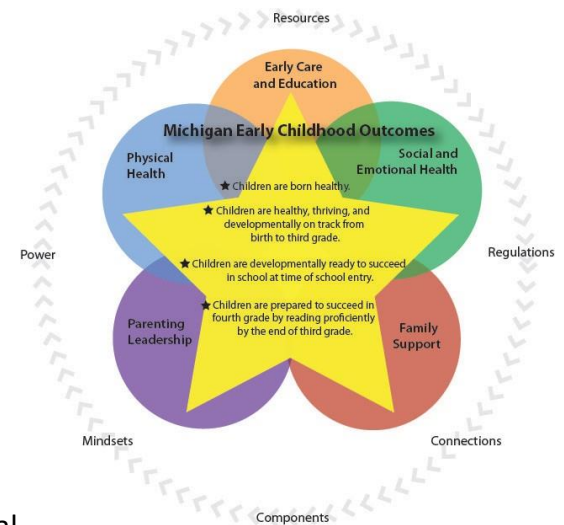 Resources
Early Care
and Education
Michigan Early Childhood Outcomes
Physical
Health
Social and
Emotional Health
★ Children are born healthy.
★ Children are healthy, thriving, and
developmentally on track from
birth to third grade.
Power
Regulations
★ Children are developmentally ready to succeed
in school at time of school entry.
★ Children are prepared to succeed in
fourth grade by reading proficiently
by the end of third grade.
Parenting
Leadership
Family
Support
Mindsets
Connections
Components